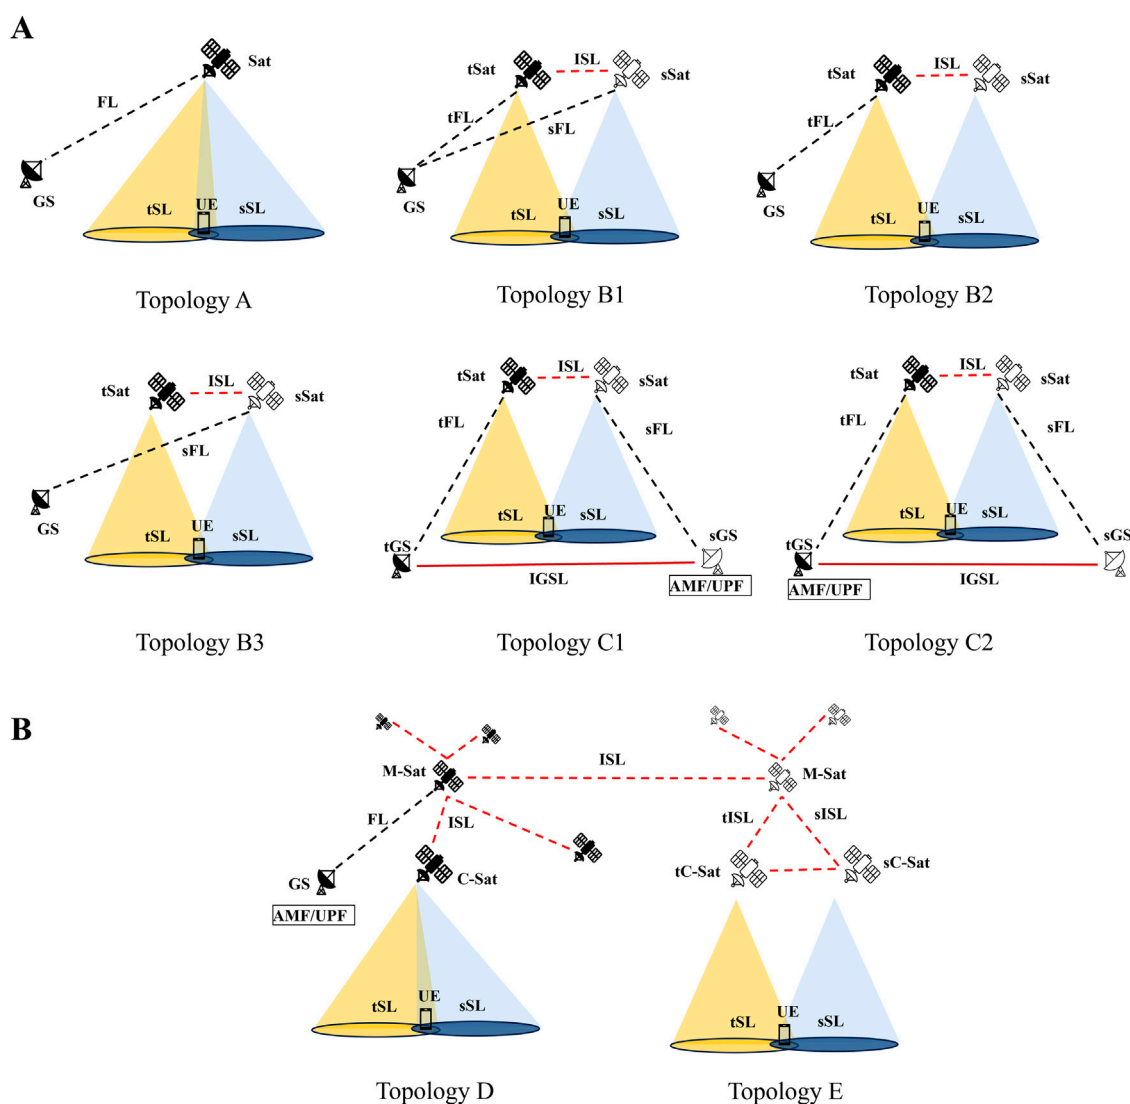 A
Sat
FL
GS
tSL
UE
sSL
Topology A
tSat
ISL
sSat
tFL
sFL
GS
tSL
UE
sSL
Topology B1
tSat
ISL
sSat
tFL
GS
tSL
UE
sSL
Topology B2
tSat
ISL
sSat
sFL
GS
tSL
UE
sSL
Topology B3
tSat
ISL
sSat
tFL
sFL
tSL
UE
sSL
tGS
sGS
IGSL
AMF/UPF
Topology C1
tSat
ISL
sSat
tFL
sFL
tSL
UE
sSL
tGS
sGS
IGSL
AMF/UPF
Topology C2
B
M-Sat
ISL
M-Sat
FL
ISL
GS
C-Sat
AMF/UPF
tSL
UE
sSL
Topology D
tISL
sISL
tC-Sat
sC-Sat
tSL
UE
sSL
Topology E